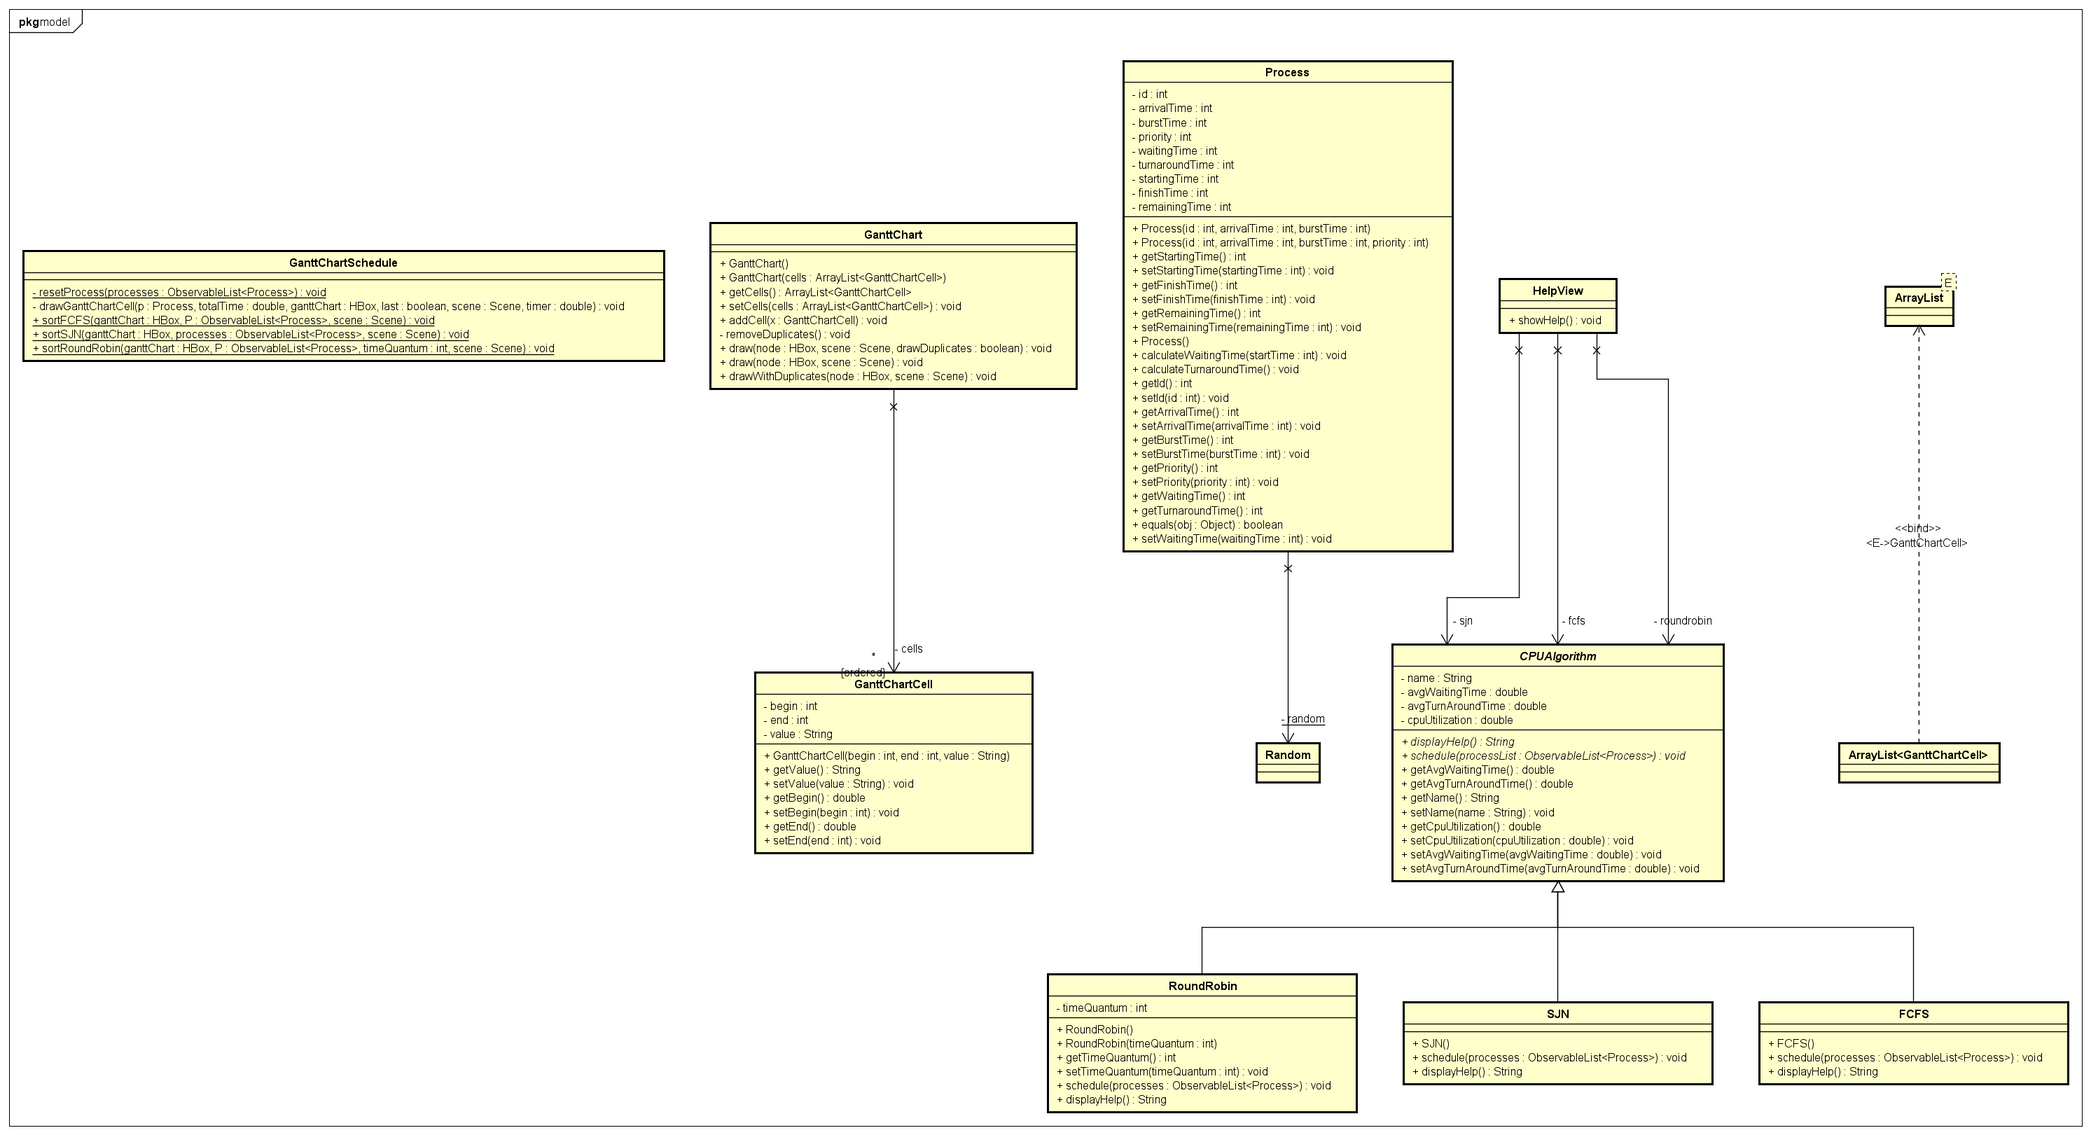 pkg model
GanttChartSchedule
- resetProcess(processes : ObservableList<Process>) : void
- drawGanttChartCell(p : Process, totalTime : double, ganttChart : HBox, last : boolean, scene : Scene, timer : double) : void
+ sortFCFS(ganttChart : HBox, P : ObservableList<Process>, scene : Scene) : void
+ sortSJN(ganttChart : HBox, processes : ObservableList<Process>, scene : Scene) : void
+ sortRoundRobin(ganttChart : HBox, P : ObservableList<Process>, timeQuantum : int, scene : Scene) : void
GanttChart
+ GanttChart()
+ GanttChart(cells : ArrayList<GanttChartCell>)
+ getCells() : ArrayList<GanttChartCell>
+ setCells(cells : ArrayList<GanttChartCell>) : void
+ addCell(x : GanttChartCell) : void
- removeDuplicates() : void
+ draw(node : HBox, scene : Scene, drawDuplicates : boolean) : void
+ draw(node : HBox, scene : Scene) : void
+ drawWithDuplicates(node : HBox, scene : Scene) : void
- cells
*
{ordered}
GanttChartCell
- begin : int
- end : int
- value : String
+ GanttChartCell(begin : int, end : int, value : String)
+ getValue() : String
+ setValue(value : String) : void
+ getBegin() : double
+ setBegin(begin : int) : void
+ getEnd() : double
+ setEnd(end : int) : void
Process
- id : int
- arrivalTime : int
- burstTime : int
- priority : int
- waitingTime : int
- turnaroundTime : int
- startingTime : int
- finishTime : int
- remainingTime : int
+ Process(id : int, arrivalTime : int, burstTime : int)
+ Process(id : int, arrivalTime : int, burstTime : int, priority : int)
+ getStartingTime() : int
+ setStartingTime(startingTime : int) : void
+ getFinishTime() : int
+ setFinishTime(finishTime : int) : void
+ getRemainingTime() : int
+ setRemainingTime(remainingTime : int) : void
+ Process()
+ calculateWaitingTime(startTime : int) : void
+ calculateTurnaroundTime() : void
+ getId() : int
+ setId(id : int) : void
+ getArrivalTime() : int
+ setArrivalTime(arrivalTime : int) : void
+ getBurstTime() : int
+ setBurstTime(burstTime : int) : void
+ getPriority() : int
+ setPriority(priority : int) : void
+ getWaitingTime() : int
+ getTurnaroundTime() : int
+ equals(obj : Object) : boolean
+ setWaitingTime(waitingTime : int) : void
- random
Random
HelpView
+ showHelp() : void
- sjn
- fcfs
- roundrobin
CPUAlgorithm
- name : String
- avgWaitingTime : double
- avgTurnAroundTime : double
- cpuUtilization : double
+ displayHelp() : String
+ schedule(processList : ObservableList<Process>) : void
+ getAvgWaitingTime() : double
+ getAvgTurnAroundTime() : double
+ getName() : String
+ setName(name : String) : void
+ getCpuUtilization() : double
+ setCpuUtilization(cpuUtilization : double) : void
+ setAvgWaitingTime(avgWaitingTime : double) : void
+ setAvgTurnAroundTime(avgTurnAroundTime : double) : void
E
ArrayList
<<bind>>
<E->GanttChartCell>
ArrayList<GanttChartCell>
RoundRobin
- timeQuantum : int
+ RoundRobin()
+ RoundRobin(timeQuantum : int)
+ getTimeQuantum() : int
+ setTimeQuantum(timeQuantum : int) : void
+ schedule(processes : ObservableList<Process>) : void
+ displayHelp() : String
SJN
+ SJN()
+ schedule(processes : ObservableList<Process>) : void
+ displayHelp() : String
FCFS
+ FCFS()
+ schedule(processes : ObservableList<Process>) : void
+ displayHelp() : String